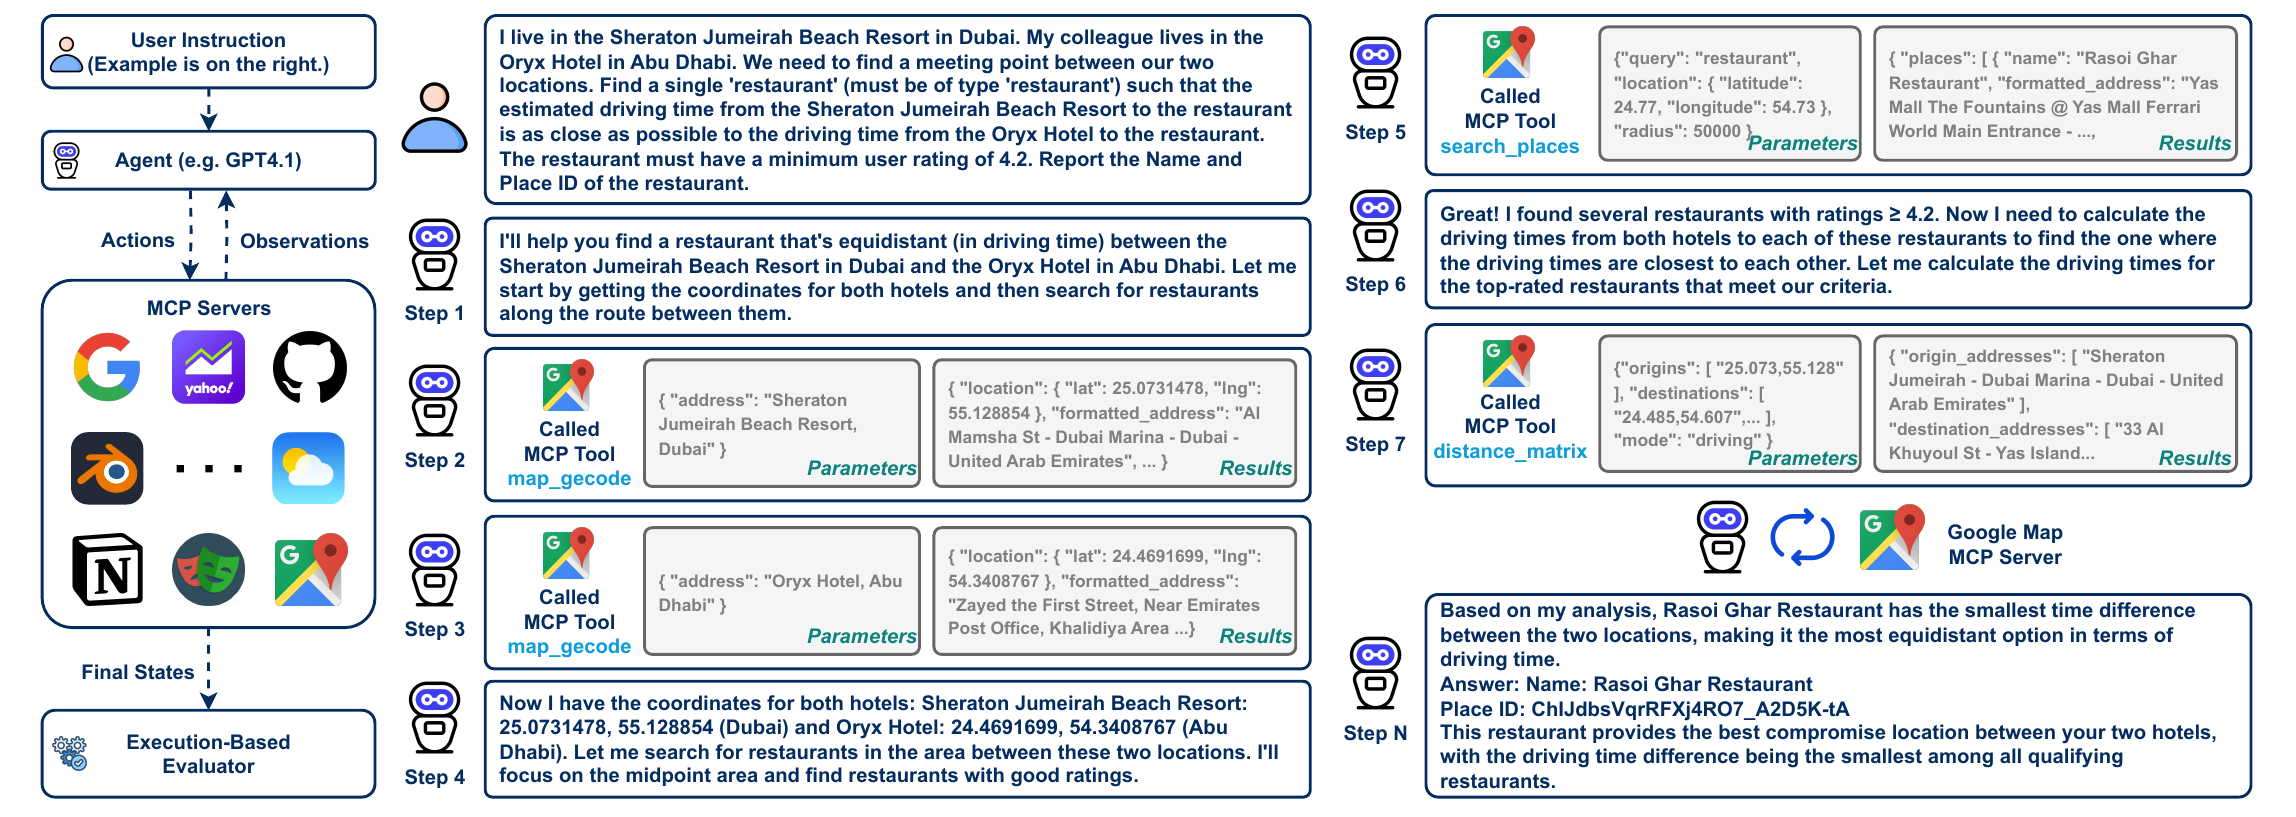 User Instruction
(Example is on the right.)
Agent (e.g. GPT4.1)
Actions
Observations
MCP Servers
yahoo!
N
G
Final States
Execution-Based
Evaluator
I live in the Sheraton Jumeirah Beach Resort in Dubai. My colleague lives in the
Oryx Hotel in Abu Dhabi. We need to find a meeting point between our two
locations. Find a single 'restaurant' (must be of type 'restaurant') such that the
estimated driving time from the Sheraton Jumeirah Beach Resort to the restaurant
is as close as possible to the driving time from the Oryx Hotel to the restaurant.
The restaurant must have a minimum user rating of 4.2. Report the Name and
Place ID of the restaurant.
Step 1
I'll help you find a restaurant that's equidistant (in driving time) between the
Sheraton Jumeirah Beach Resort in Dubai and the Oryx Hotel in Abu Dhabi. Let me
start by getting the coordinates for both hotels and then search for restaurants
along the route between them.
Step 2
G
Called
MCP Tool
map_gecode
{ "address": "Sheraton
Jumeirah Beach Resort,
Dubai" }
Parameters
{ "location": { "lat": 25.0731478, "lng":
55.128854 }, "formatted_address": "Al
Mamsha St - Dubai Marina - Dubai -
United Arab Emirates", ... }
Results
Step 3
G
Called
MCP Tool
map_gecode
{ "address": "Oryx Hotel, Abu
Dhabi" }
Parameters
{ "location": { "lat": 24.4691699, "lng":
54.3408767 }, "formatted_address":
"Zayed the First Street, Near Emirates
Post Office, Khalidiya Area ...}
Results
Step 4
Now I have the coordinates for both hotels: Sheraton Jumeirah Beach Resort:
25.0731478, 55.128854 (Dubai) and Oryx Hotel: 24.4691699, 54.3408767 (Abu
Dhabi). Let me search for restaurants in the area between these two locations. I'll
focus on the midpoint area and find restaurants with good ratings.
Step 5
G
Called
MCP Tool
search_places
{"query": "restaurant",
"location": { "latitude":
24.77, "longitude": 54.73 },
"radius": 50000 }
Parameters
{ "places": [ { "name": "Rasoi Ghar
Restaurant", "formatted_address": "Yas
Mall The Fountains @ Yas Mall Ferrari
World Main Entrance - ...,
Results
Step 6
Great! I found several restaurants with ratings ≥ 4.2. Now I need to calculate the
driving times from both hotels to each of these restaurants to find the one where
the driving times are closest to each other. Let me calculate the driving times for
the top-rated restaurants that meet our criteria.
Step 7
G
Called
MCP Tool
distance_matrix
{"origins": [ "25.073,55.128"
], "destinations": [
"24.485,54.607",... ],
"mode": "driving" }
Parameters
{ "origin_addresses": [ "Sheraton
Jumeirah - Dubai Marina - Dubai - United
Arab Emirates" ],
"destination_addresses": [ "33 Al
Khuyoul St - Yas Island...
Results
G
Google Map
MCP Server
Step N
Based on my analysis, Rasoi Ghar Restaurant has the smallest time difference
between the two locations, making it the most equidistant option in terms of
driving time.
Answer: Name: Rasoi Ghar Restaurant
Place ID: ChIJdbsVqrRFXj4RO7_A2D5K-tA
This restaurant provides the best compromise location between your two hotels,
with the driving time difference being the smallest among all qualifying
restaurants.